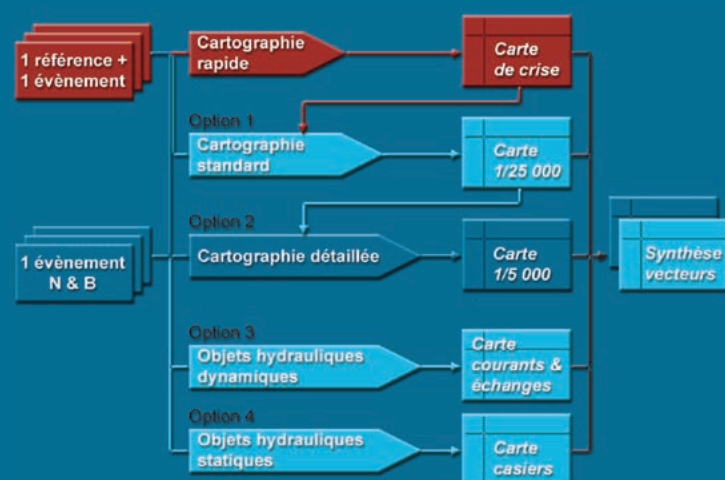 1 référence +
1 évènement
Cartographie
rapide
Carte
de crise
Option 1
Cartographie
standard
Carte
1/25 000
Option 2
1 évènement
N & B
Cartographie détaillée
Carte
1/5 000
Synthèse
vecteurs
Option 3
Objets hydrauliques
dynamiques
Carte
courants &
échanges
Option 4
Objets hydrauliques
statiques
Carte
casiers